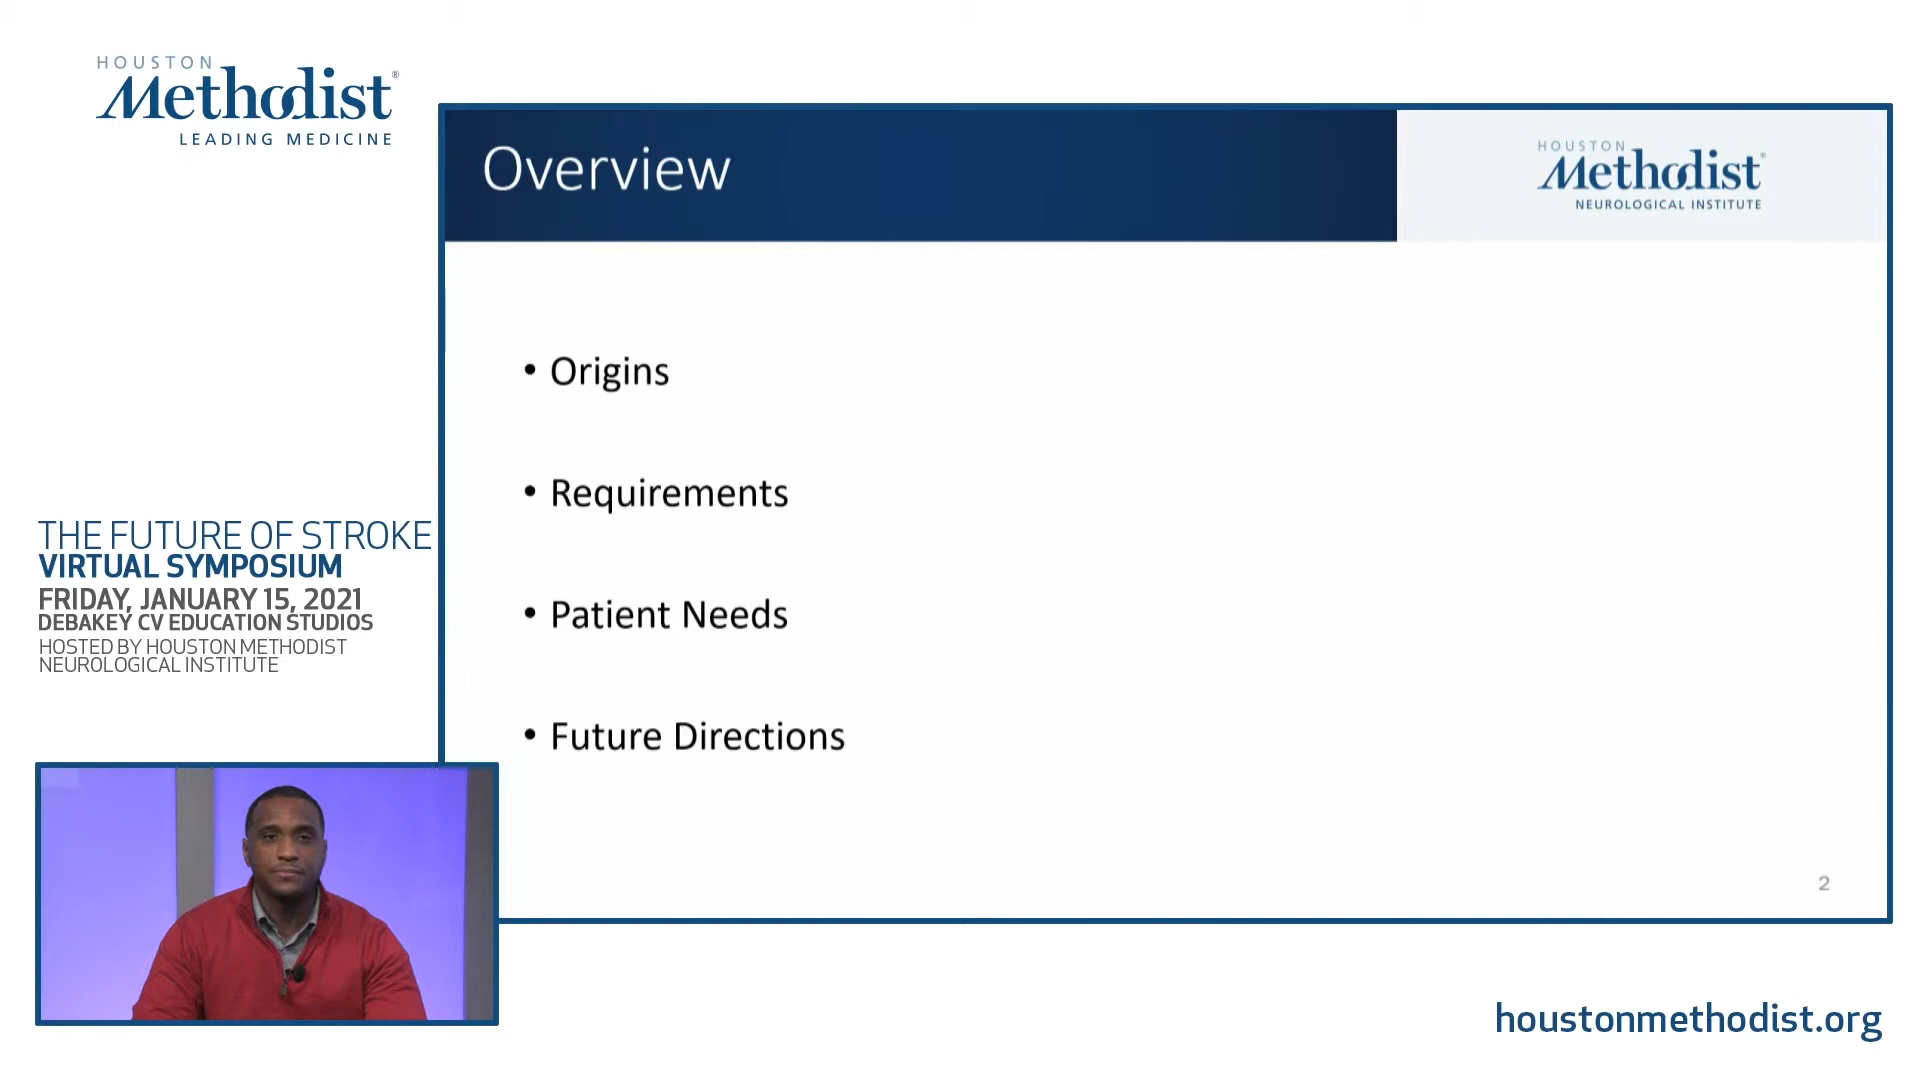 HOUSTON
Methodist®
LEADING MEDICINE
Overview
HOUSTON
Methodist®
NEUROLOGICAL INSTITUTE
• Origins
• Requirements
• Patient Needs
• Future Directions
2
THE FUTURE OF STROKE
VIRTUAL SYMPOSIUM
FRIDAY, JANUARY 15, 2021
DEBAKEY CV EDUCATION STUDIOS
HOSTED BY HOUSTON METHODIST
NEUROLOGICAL INSTITUTE
houstonmethodist.org